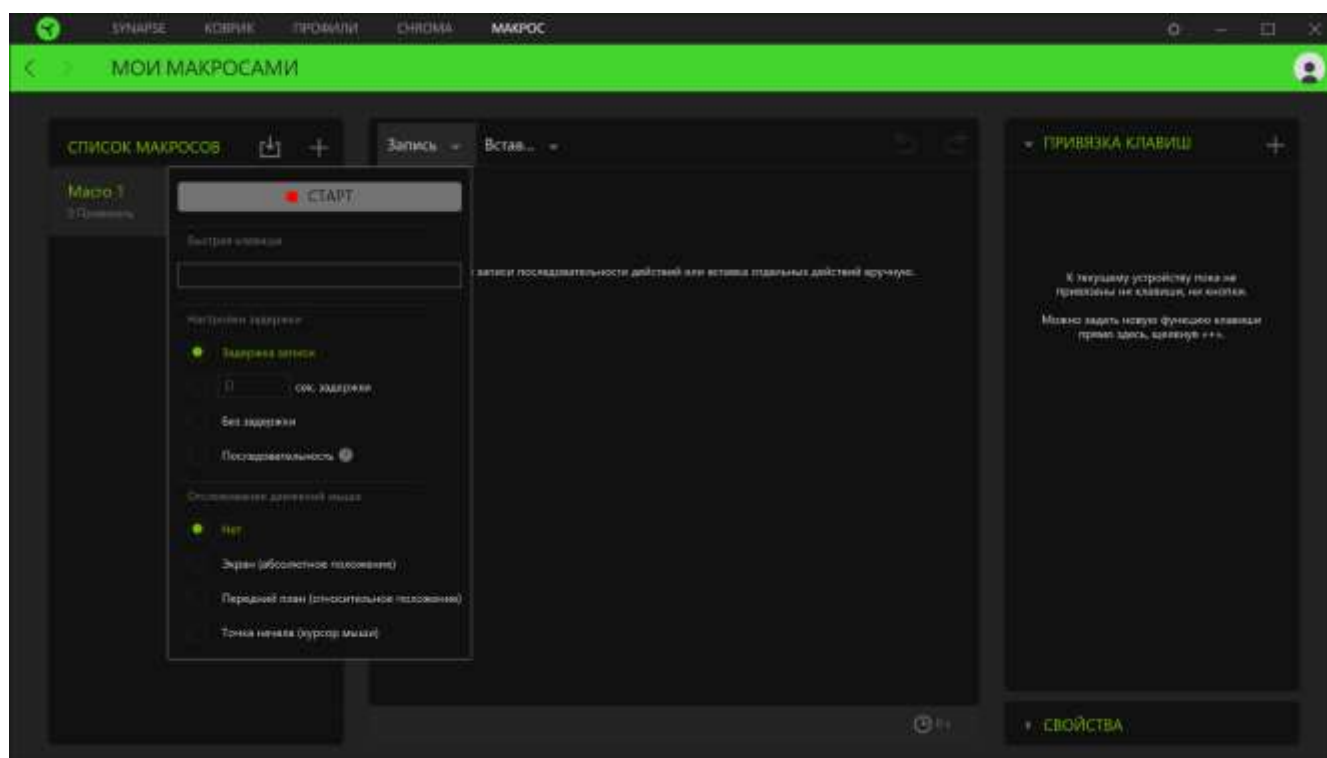 SYNAPSE КОВРИК ПРОФИЛИ CHROMA МАКРОС
МОИ МАКРОСАМИ
СПИСОК МАКРОСОВ
Запись
Встав...
ПРИВЯЗКА КЛАВИШ
Macro 1
СТАРТ
Быстрая клавиша
записи последовательности действий или вставка отдельных действий вручную.
К текущему устройству пока не
привязаны ни клавиши, ни кнопки.
Можно задать новую функцию клавиши
прямо здесь, щелкнув «+».
Настройки задержки
Задержка записи
0 сек. задержки
Без задержки
Последовательность
Отслеживание движений мыши
Нет
Экран (абсолютное положение)
Передний план (относительное положение)
Точка начала (курсор мыши)
СВОЙСТВА